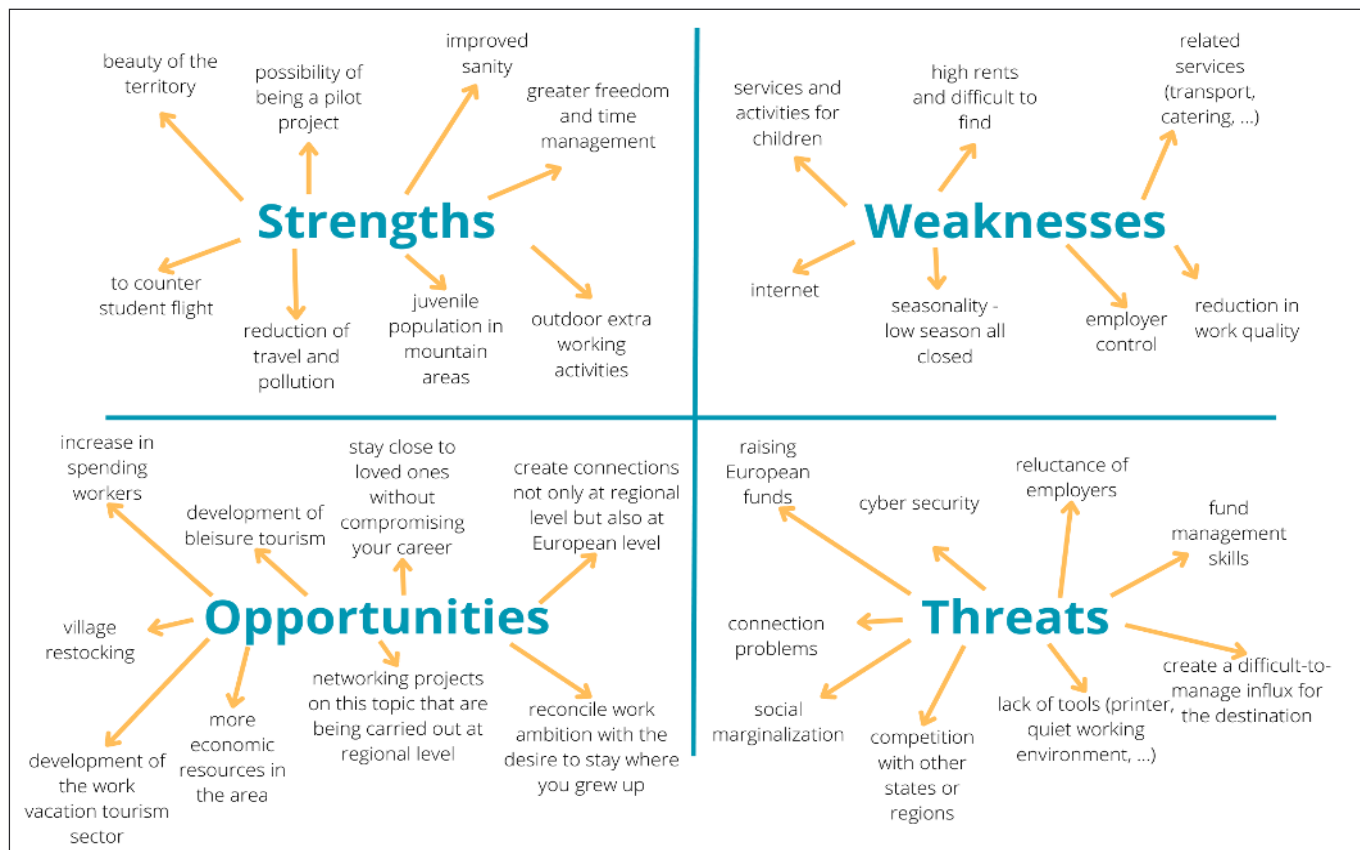 beauty of the
territory
possibility of
being a pilot
project
improved
sanity
greater freedom
and time
management
Strengths
to counter
student flight
reduction of
travel and
pollution
juvenile
population in
mountain
areas
outdoor extra
working
activities
services and
activities for
children
high rents
and difficult to
find
related
services
(transport,
catering, ...)
Weaknesses
internet
seasonality -
low season all
closed
employer
control
reduction in
work quality
increase in
spending
workers
development of
bleisure tourism
stay close to
loved ones
without
compromising
your career
create connections
not only at regional
level but also at
European level
Opportunities
village
restocking
development of
the work
vacation tourism
sector
more
economic
resources in
the area
networking projects
on this topic that are
being carried out at
regional level
reconcile work
ambition with the
desire to stay where
you grew up
raising
European
funds
cyber security
reluctance of
employers
fund
management
skills
Threats
connection
problems
social
marginalization
competition
with other
states or
regions
lack of tools (printer,
quiet working
environment, ...)
create a difficult-to-
manage influx for
the destination